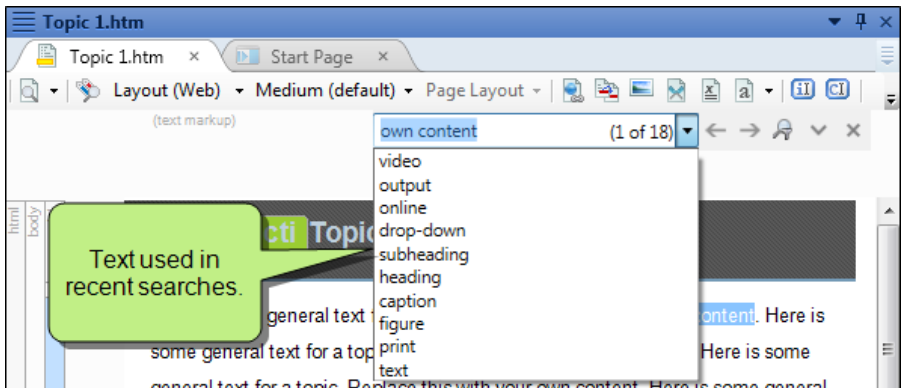 Topic 1.htm
Topic 1.htm
Start Page
Layout (Web) Medium (default) Page Layout a iI CI
(text markup)
own content (1 of 18)
video
output
online
drop-down
subheading
heading
caption
figure
print
text
html
body
Text used in
recent searches.
cti Topic
general text content. Here is
some general text for a top Here is some
general text for a topic. Replace this with your own content. Here is some general